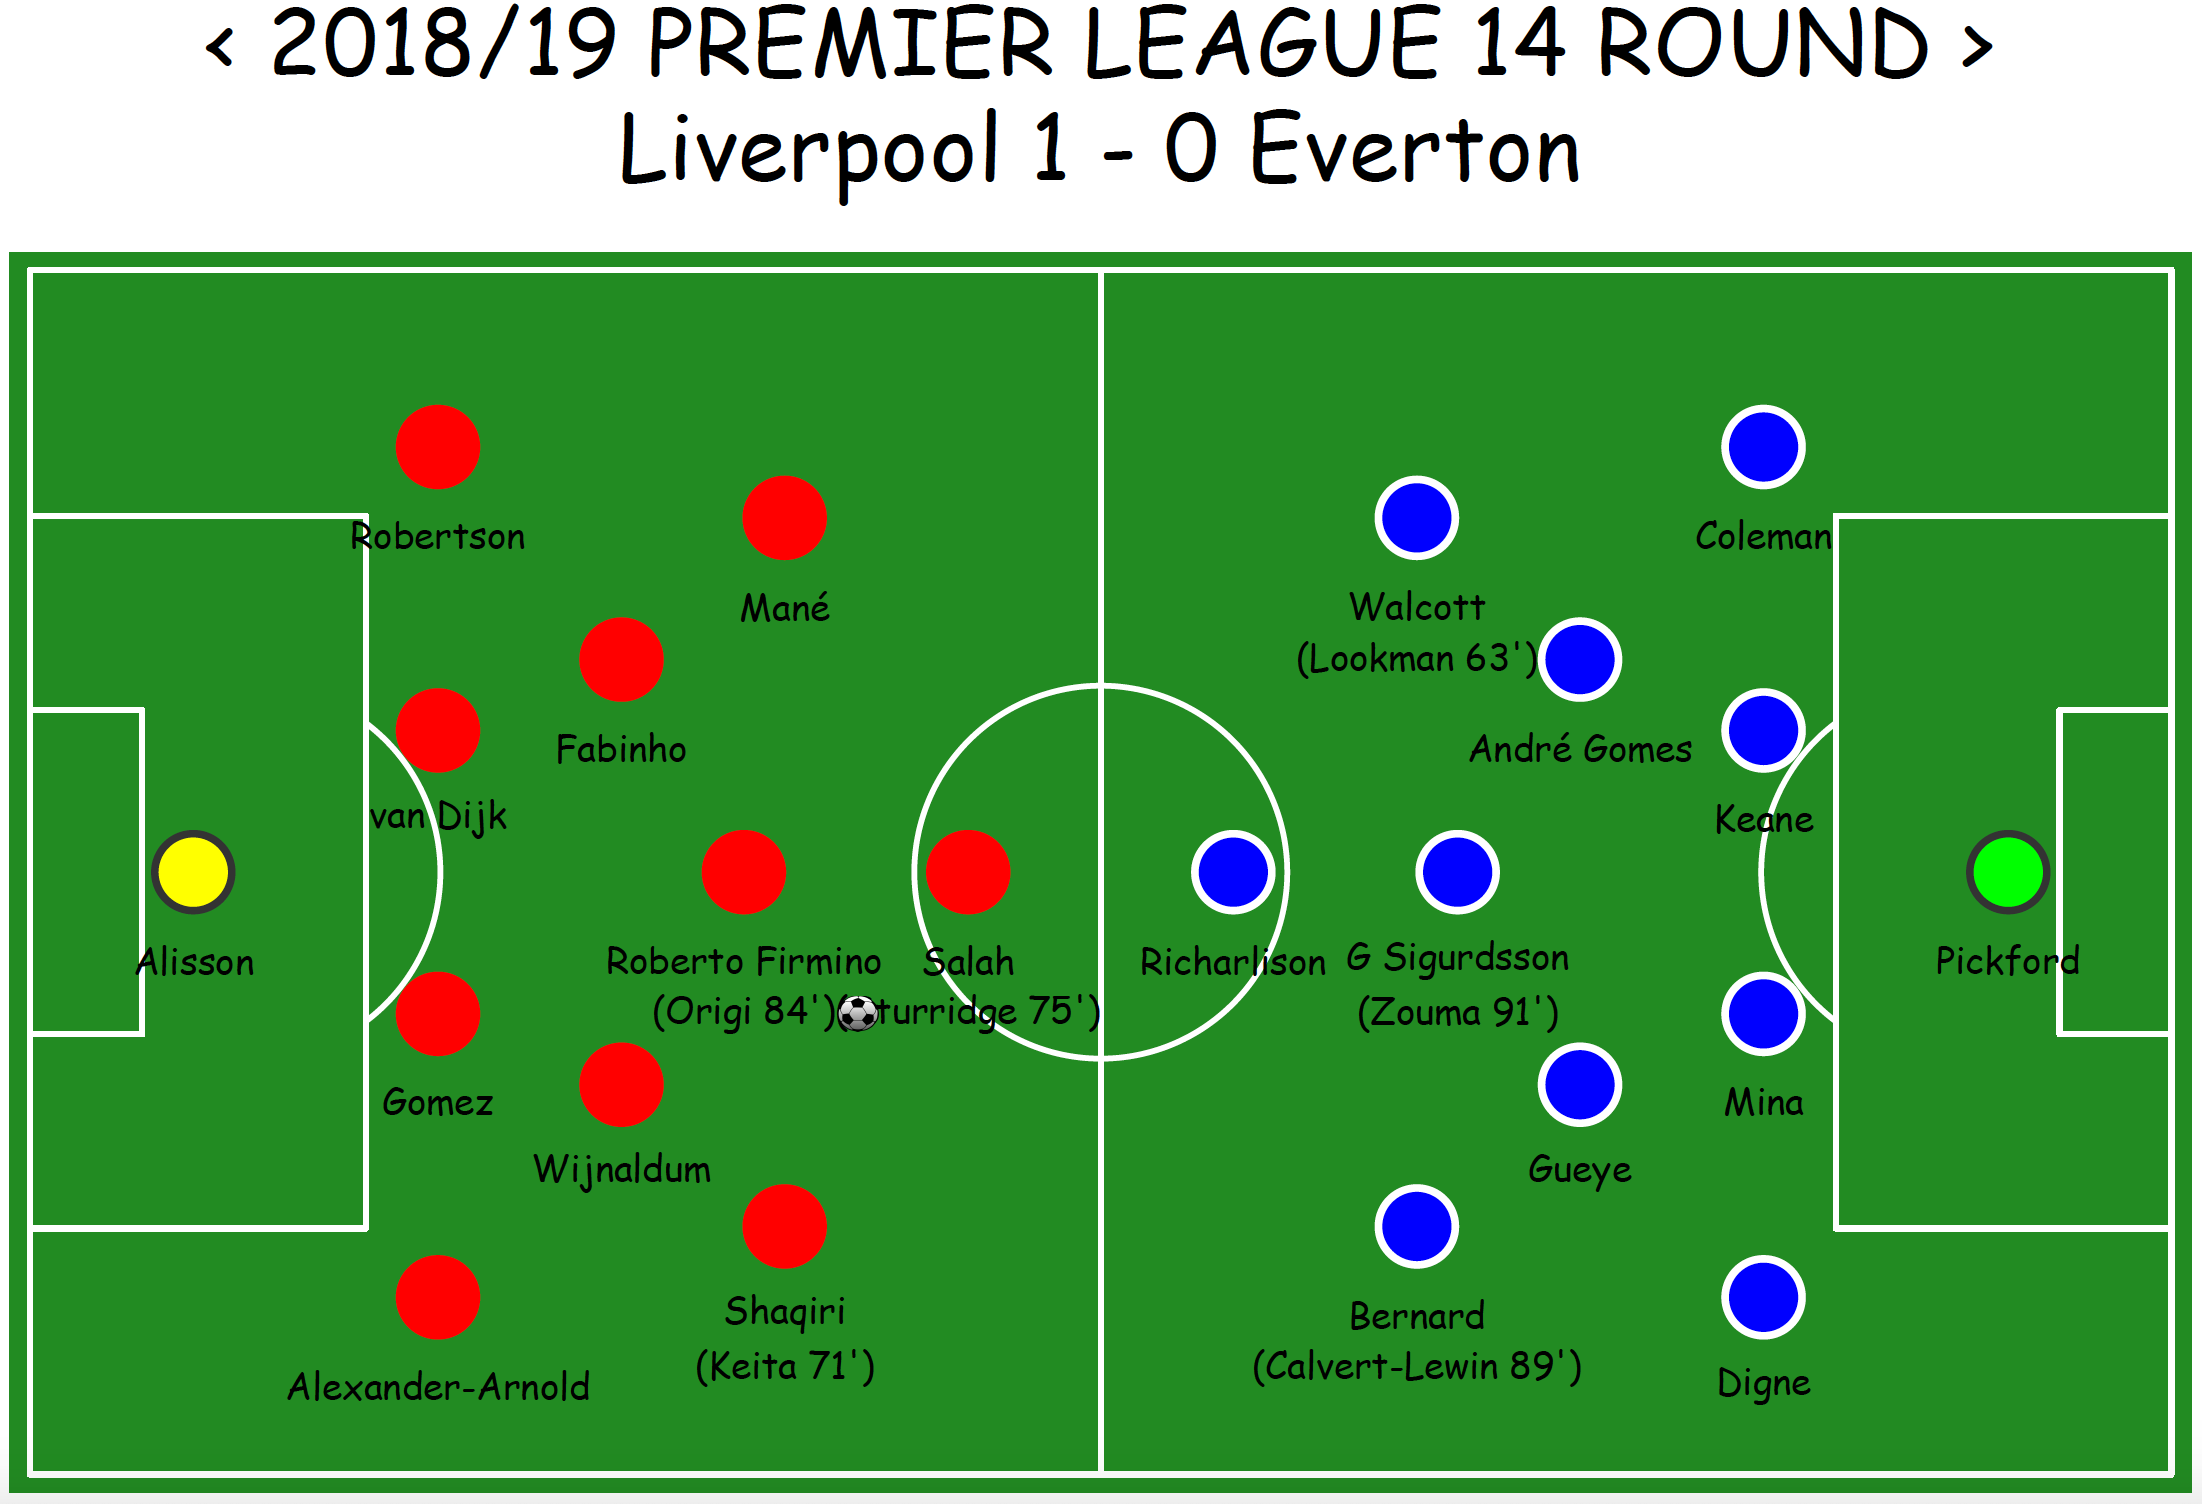 < 2018/19 PREMIER LEAGUE 14 ROUND >
Liverpool 1 - 0 Everton
Robertson
Mané
Fabinho
van Dijk
Alisson
Roberto Firmino
(Origi 84')
Salah
(turridge 75')
Gomez
Wijnaldum
Shaqiri
(Keita 71')
Alexander-Arnold
Coleman
Walcott
(Lookman 63')
André Gomes
Keane
Richarlison
G Sigurdsson
(Zouma 91')
Pickford
Mina
Gueye
Bernard
(Calvert-Lewin 89')
Digne